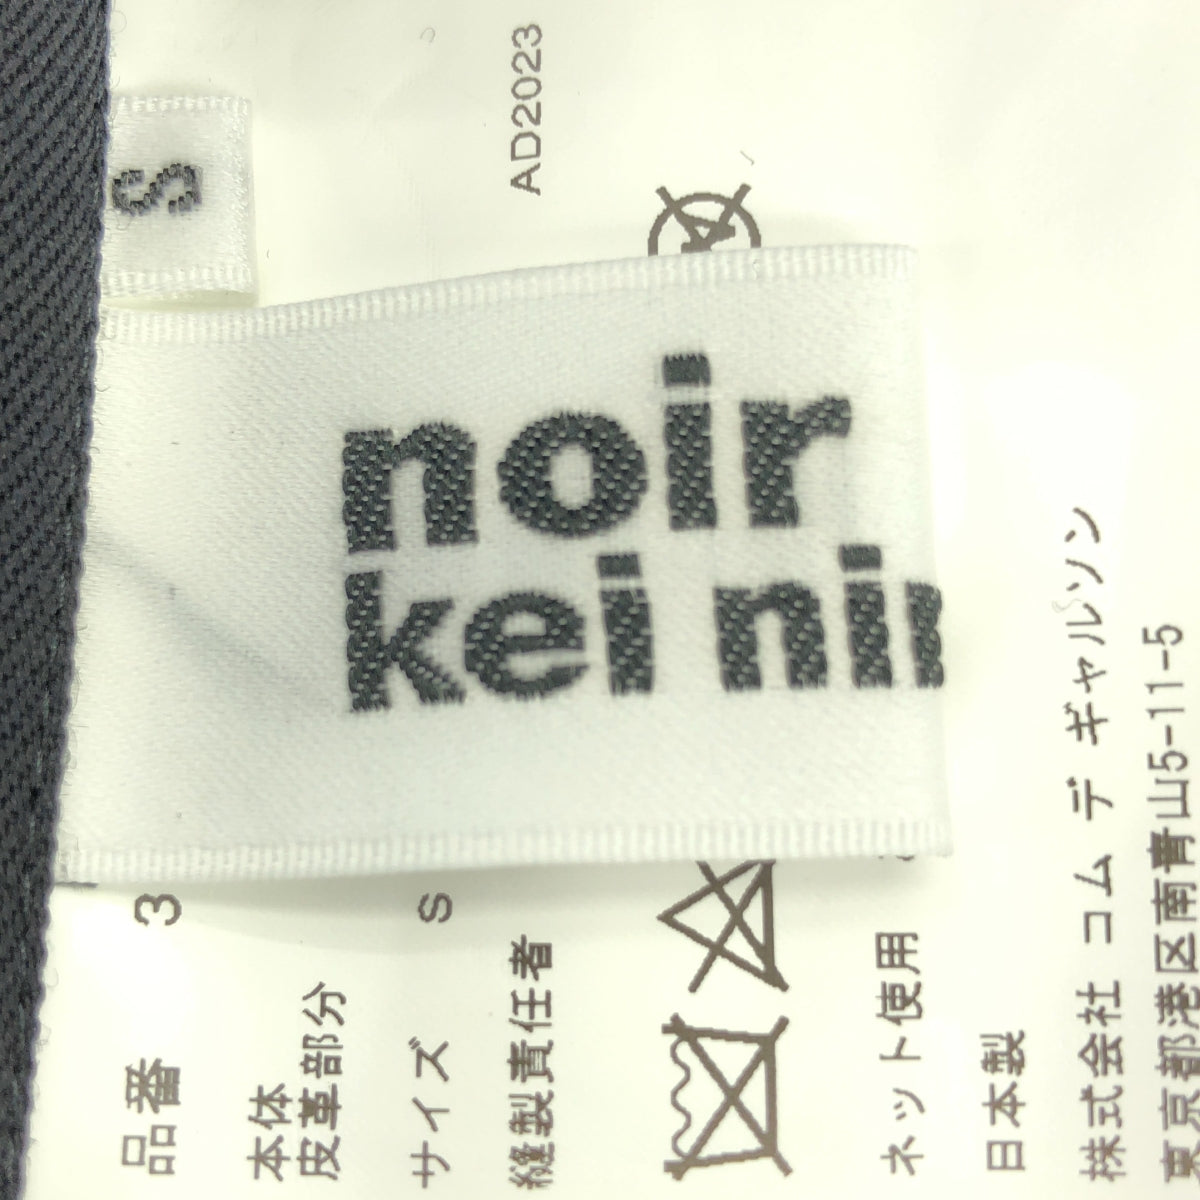 S
noir
kei ni
AD2023
品番 3
本体
皮革部分
サイズ S
縫製責任者
ネット使用
日本製
株式会社 コム デ ギャルソン
東京都港区南青山5-11-5